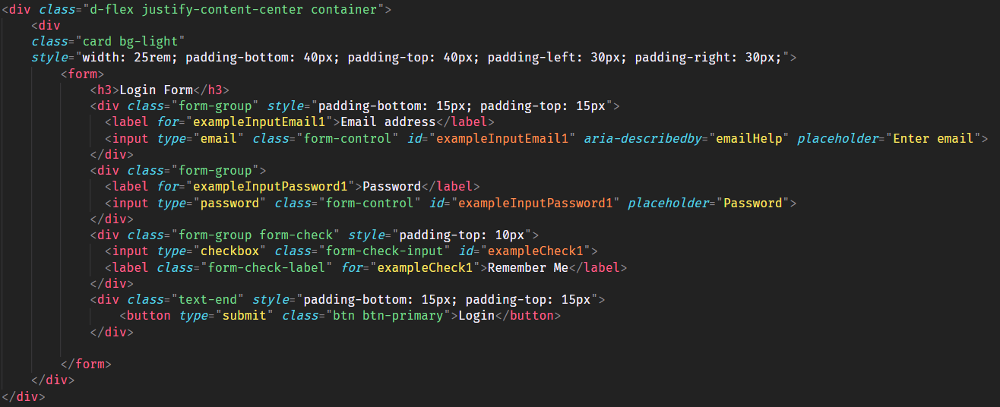 <div class="d-flex justify-content-center container">
    <div
    class="card bg-light"
    style="width: 25rem; padding-bottom: 40px; padding-top: 40px; padding-left: 30px; padding-right: 30px;">
        <form>
            <h3>Login Form</h3>
            <div class="form-group" style="padding-bottom: 15px; padding-top: 15px">
              <label for="exampleInputEmail1">Email address</label>
              <input type="email" class="form-control" id="exampleInputEmail1" aria-describedby="emailHelp" placeholder="Enter email">
            </div>
            <div class="form-group">
              <label for="exampleInputPassword1">Password</label>
              <input type="password" class="form-control" id="exampleInputPassword1" placeholder="Password">
            </div>
            <div class="form-group form-check" style="padding-top: 10px">
              <input type="checkbox" class="form-check-input" id="exampleCheck1">
              <label class="form-check-label" for="exampleCheck1">Remember Me</label>
            </div>
            <div class="text-end" style="padding-bottom: 15px; padding-top: 15px">
                <button type="submit" class="btn btn-primary">Login</button>
            </div>

        </form>
    </div>
</div>